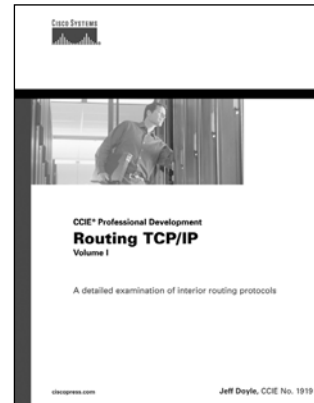 CISCO SYSTEMS
CCIE® Professional Development
Routing TCP/IP
Volume I
A detailed examination of interior routing protocols
ciscopress.com
Jeff Doyle, CCIE No. 1919